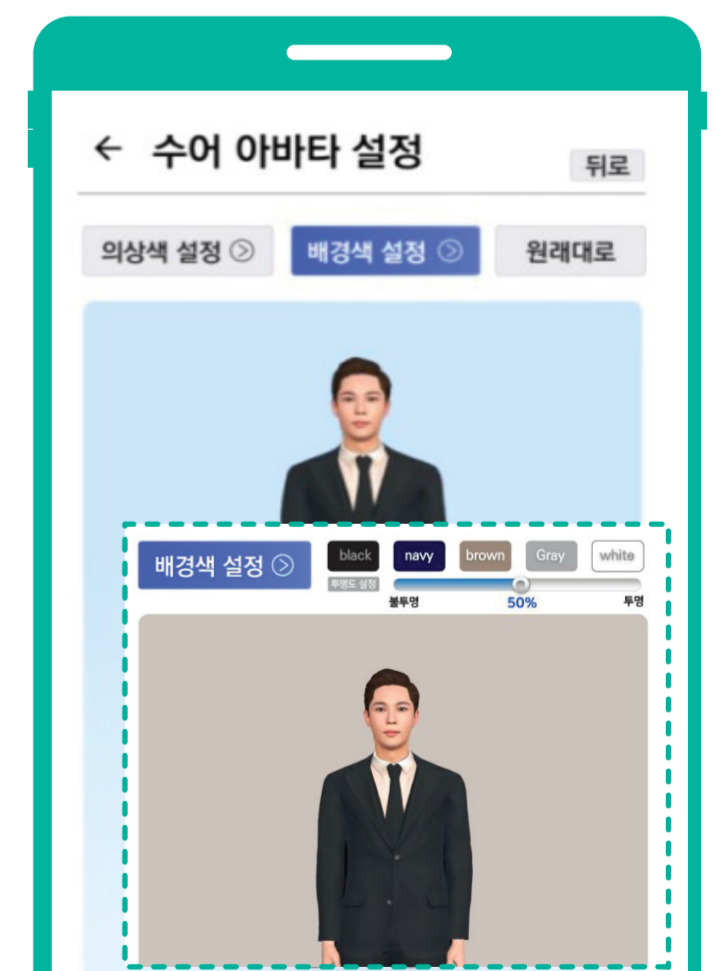 ← 수어 아바타 설정
뒤로
의상색 설정
배경색 설정
원래대로
배경색 설정
black navy brown Gray white
투명도 설정
불투명 50% 투명